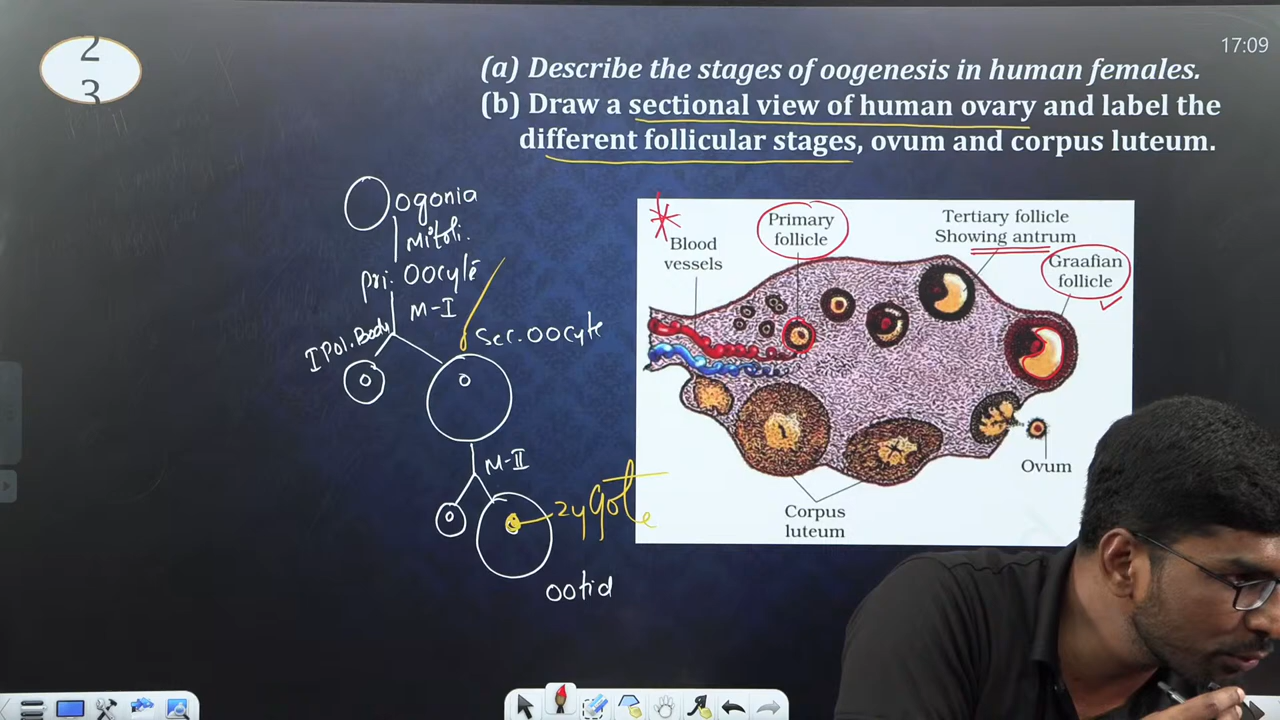 2
3
17:09
(a) Describe the stages of oogenesis in human females.
(b) Draw a sectional view of human ovary and label the
different follicular stages, ovum and corpus luteum.
Oogonia
Mitoti.
pri. oocyte
M-I
I Pol. Body
Sec. oocyte
M-II
zygote
ootid
Blood
vessels
Primary
follicle
Tertiary follicle
Showing antrum
Graafian
follicle
Ovum
Corpus
luteum